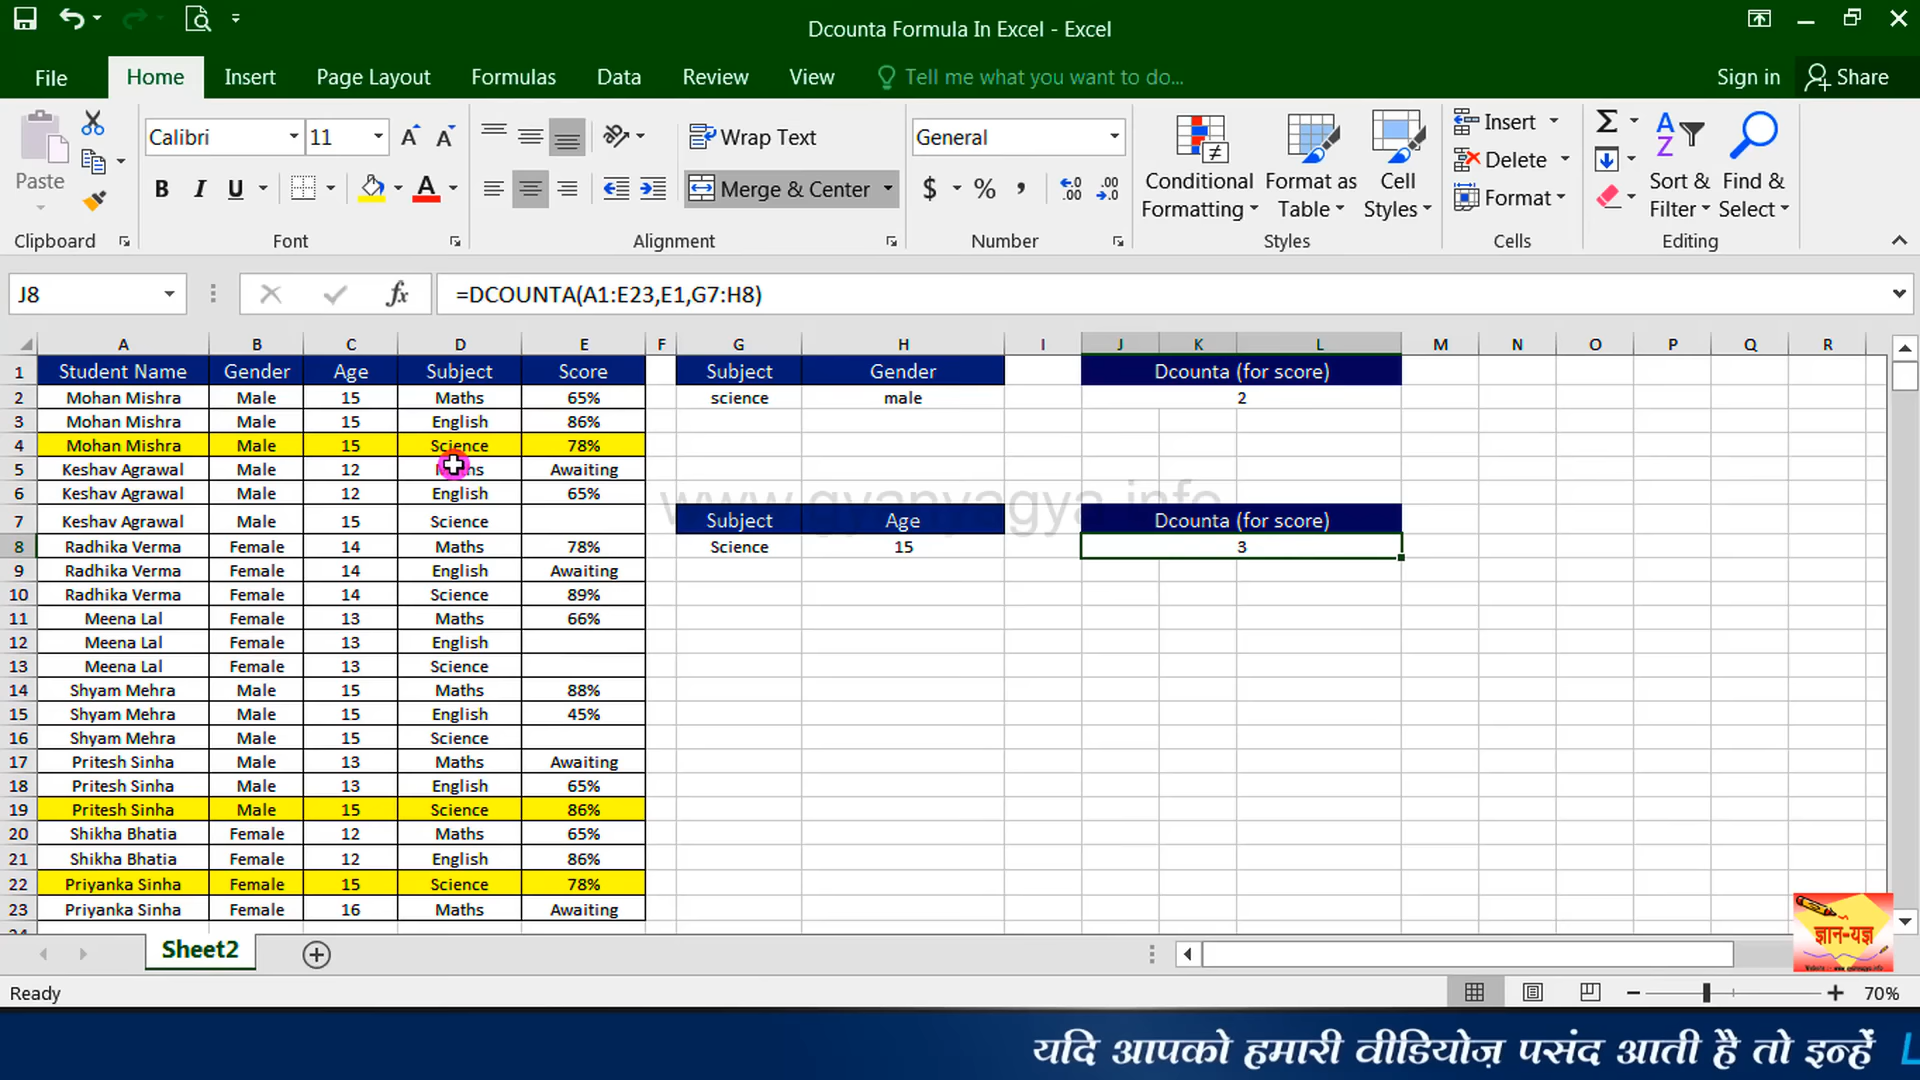 Dcounta Formula In Excel - Excel
File Home Insert Page Layout Formulas Data Review View Tell me what you want to do... Sign in Share
Calibri 11 Wrap Text General Insert
Paste Delete
B I U Merge & Center $ % Conditional Formatting Format as Table Cell Styles Format Sort & Filter Find & Select
Clipboard Font Alignment Number Styles Cells Editing
J8 fx =DCOUNTA(A1:E23,E1,G7:H8)
A B C D E F G H I J K L M N O P Q R
1 Student Name Gender Age Subject Score Subject Gender Dcounta (for score)
2 Mohan Mishra Male 15 Maths 65% science male 2
3 Mohan Mishra Male 15 English 86%
4 Mohan Mishra Male 15 Science 78%
5 Keshav Agrawal Male 12 Awaiting
6 Keshav Agrawal Male 12 English 65%
www.gyanyagya.info
7 Keshav Agrawal Male 15 Science Subject Age Dcounta (for score)
8 Radhika Verma Female 14 Maths 78% Science 15 3
9 Radhika Verma Female 14 English Awaiting
10 Radhika Verma Female 14 Science 89%
11 Meena Lal Female 13 Maths 66%
12 Meena Lal Female 13 English
13 Meena Lal Female 13 Science
14 Shyam Mehra Male 15 Maths 88%
15 Shyam Mehra Male 15 English 45%
16 Shyam Mehra Male 15 Science
17 Pritesh Sinha Male 13 Maths Awaiting
18 Pritesh Sinha Male 13 English 65%
19 Pritesh Sinha Male 15 Science 86%
20 Shikha Bhatia Female 12 Maths 65%
21 Shikha Bhatia Female 12 English 86%
22 Priyanka Sinha Female 15 Science 78%
23 Priyanka Sinha Female 16 Maths Awaiting
ज्ञान-यज्ञ
Sheet2
Ready 70%
यदि आपको हमारी वीडियोज़ पसंद आती है तो इन्हें